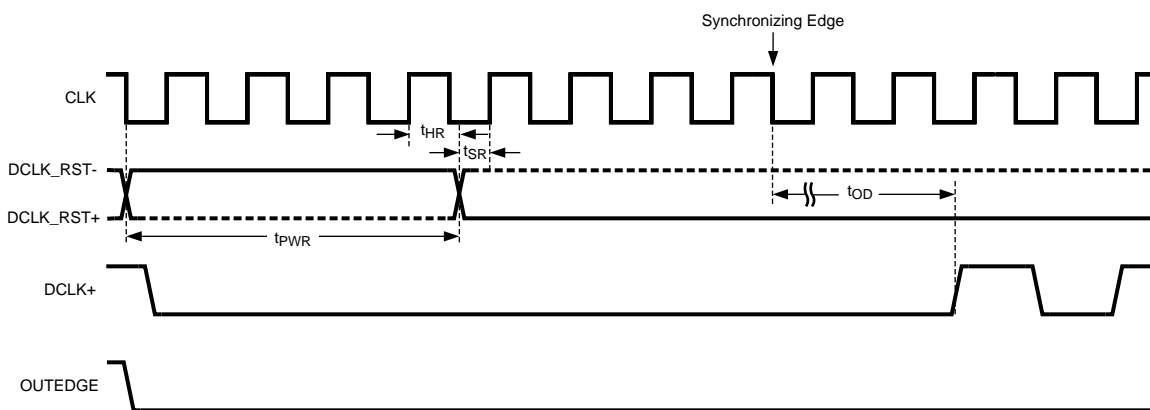 Synchronizing Edge
CLK
tHR
tSR
DCLK_RST-
tOD
DCLK_RST+
tPWR
DCLK+
OUTEDGE